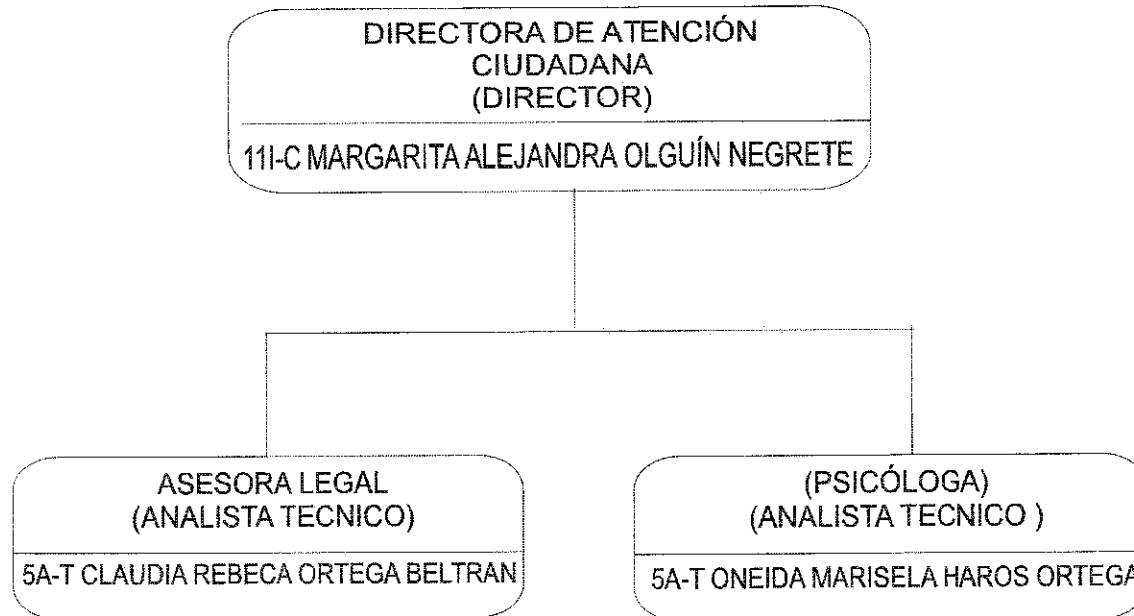 DIRECTORA DE ATENCIÓN
CIUDADANA
(DIRECTOR)
11I-C MARGARITA ALEJANDRA OLGUÍN NEGRETE
ASESORA LEGAL
(ANALISTA TECNICO)
5A-T CLAUDIA REBECA ORTEGA BELTRAN
(PSICÓLOGA)
(ANALISTA TECNICO )
5A-T ONEIDA MARISELA HAROS ORTEGA